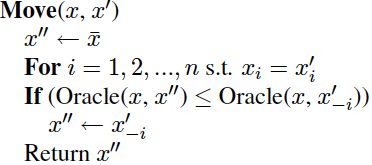 Move(x, x′)
x′′ ← x̄
For i = 1, 2, ..., n s.t. xᵢ = x′ᵢ
If (Oracle(x, x′′) ≤ Oracle(x, x′₋ᵢ))
x′′ ← x′₋ᵢ
Return x′′